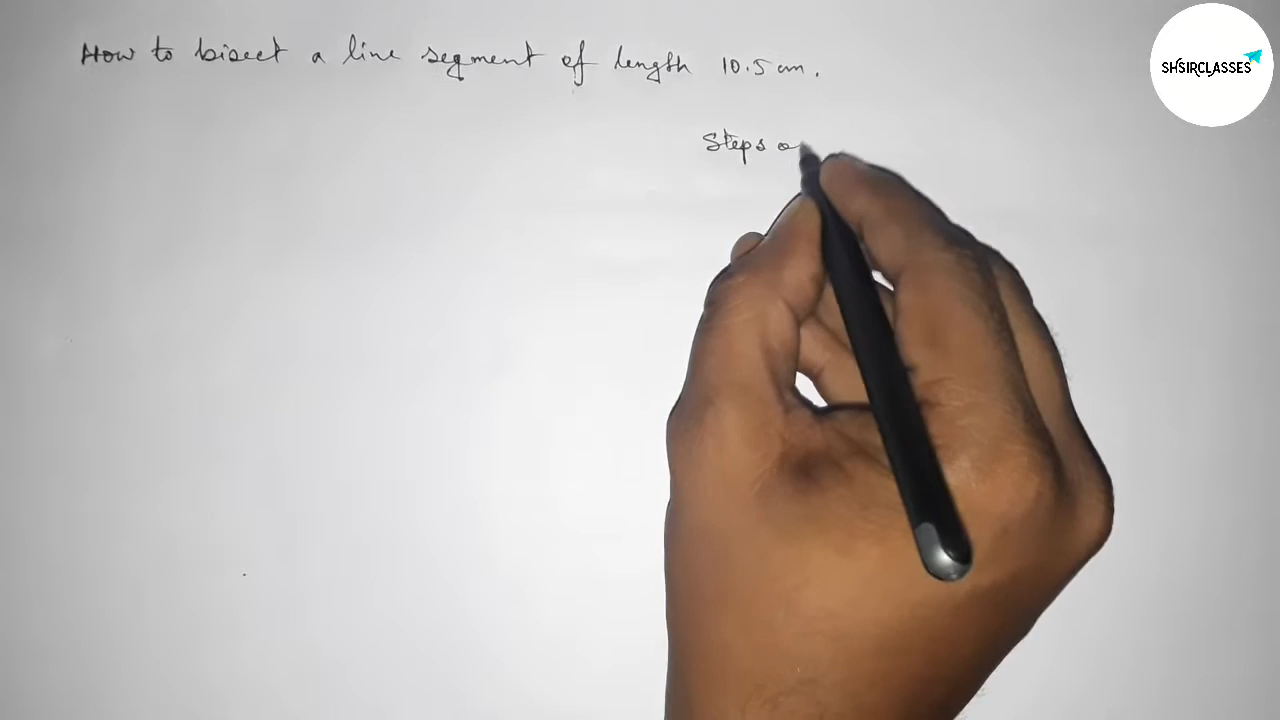 How to bisect a line segment of length 10.5 cm.
SHSIRCLASSES
Steps o